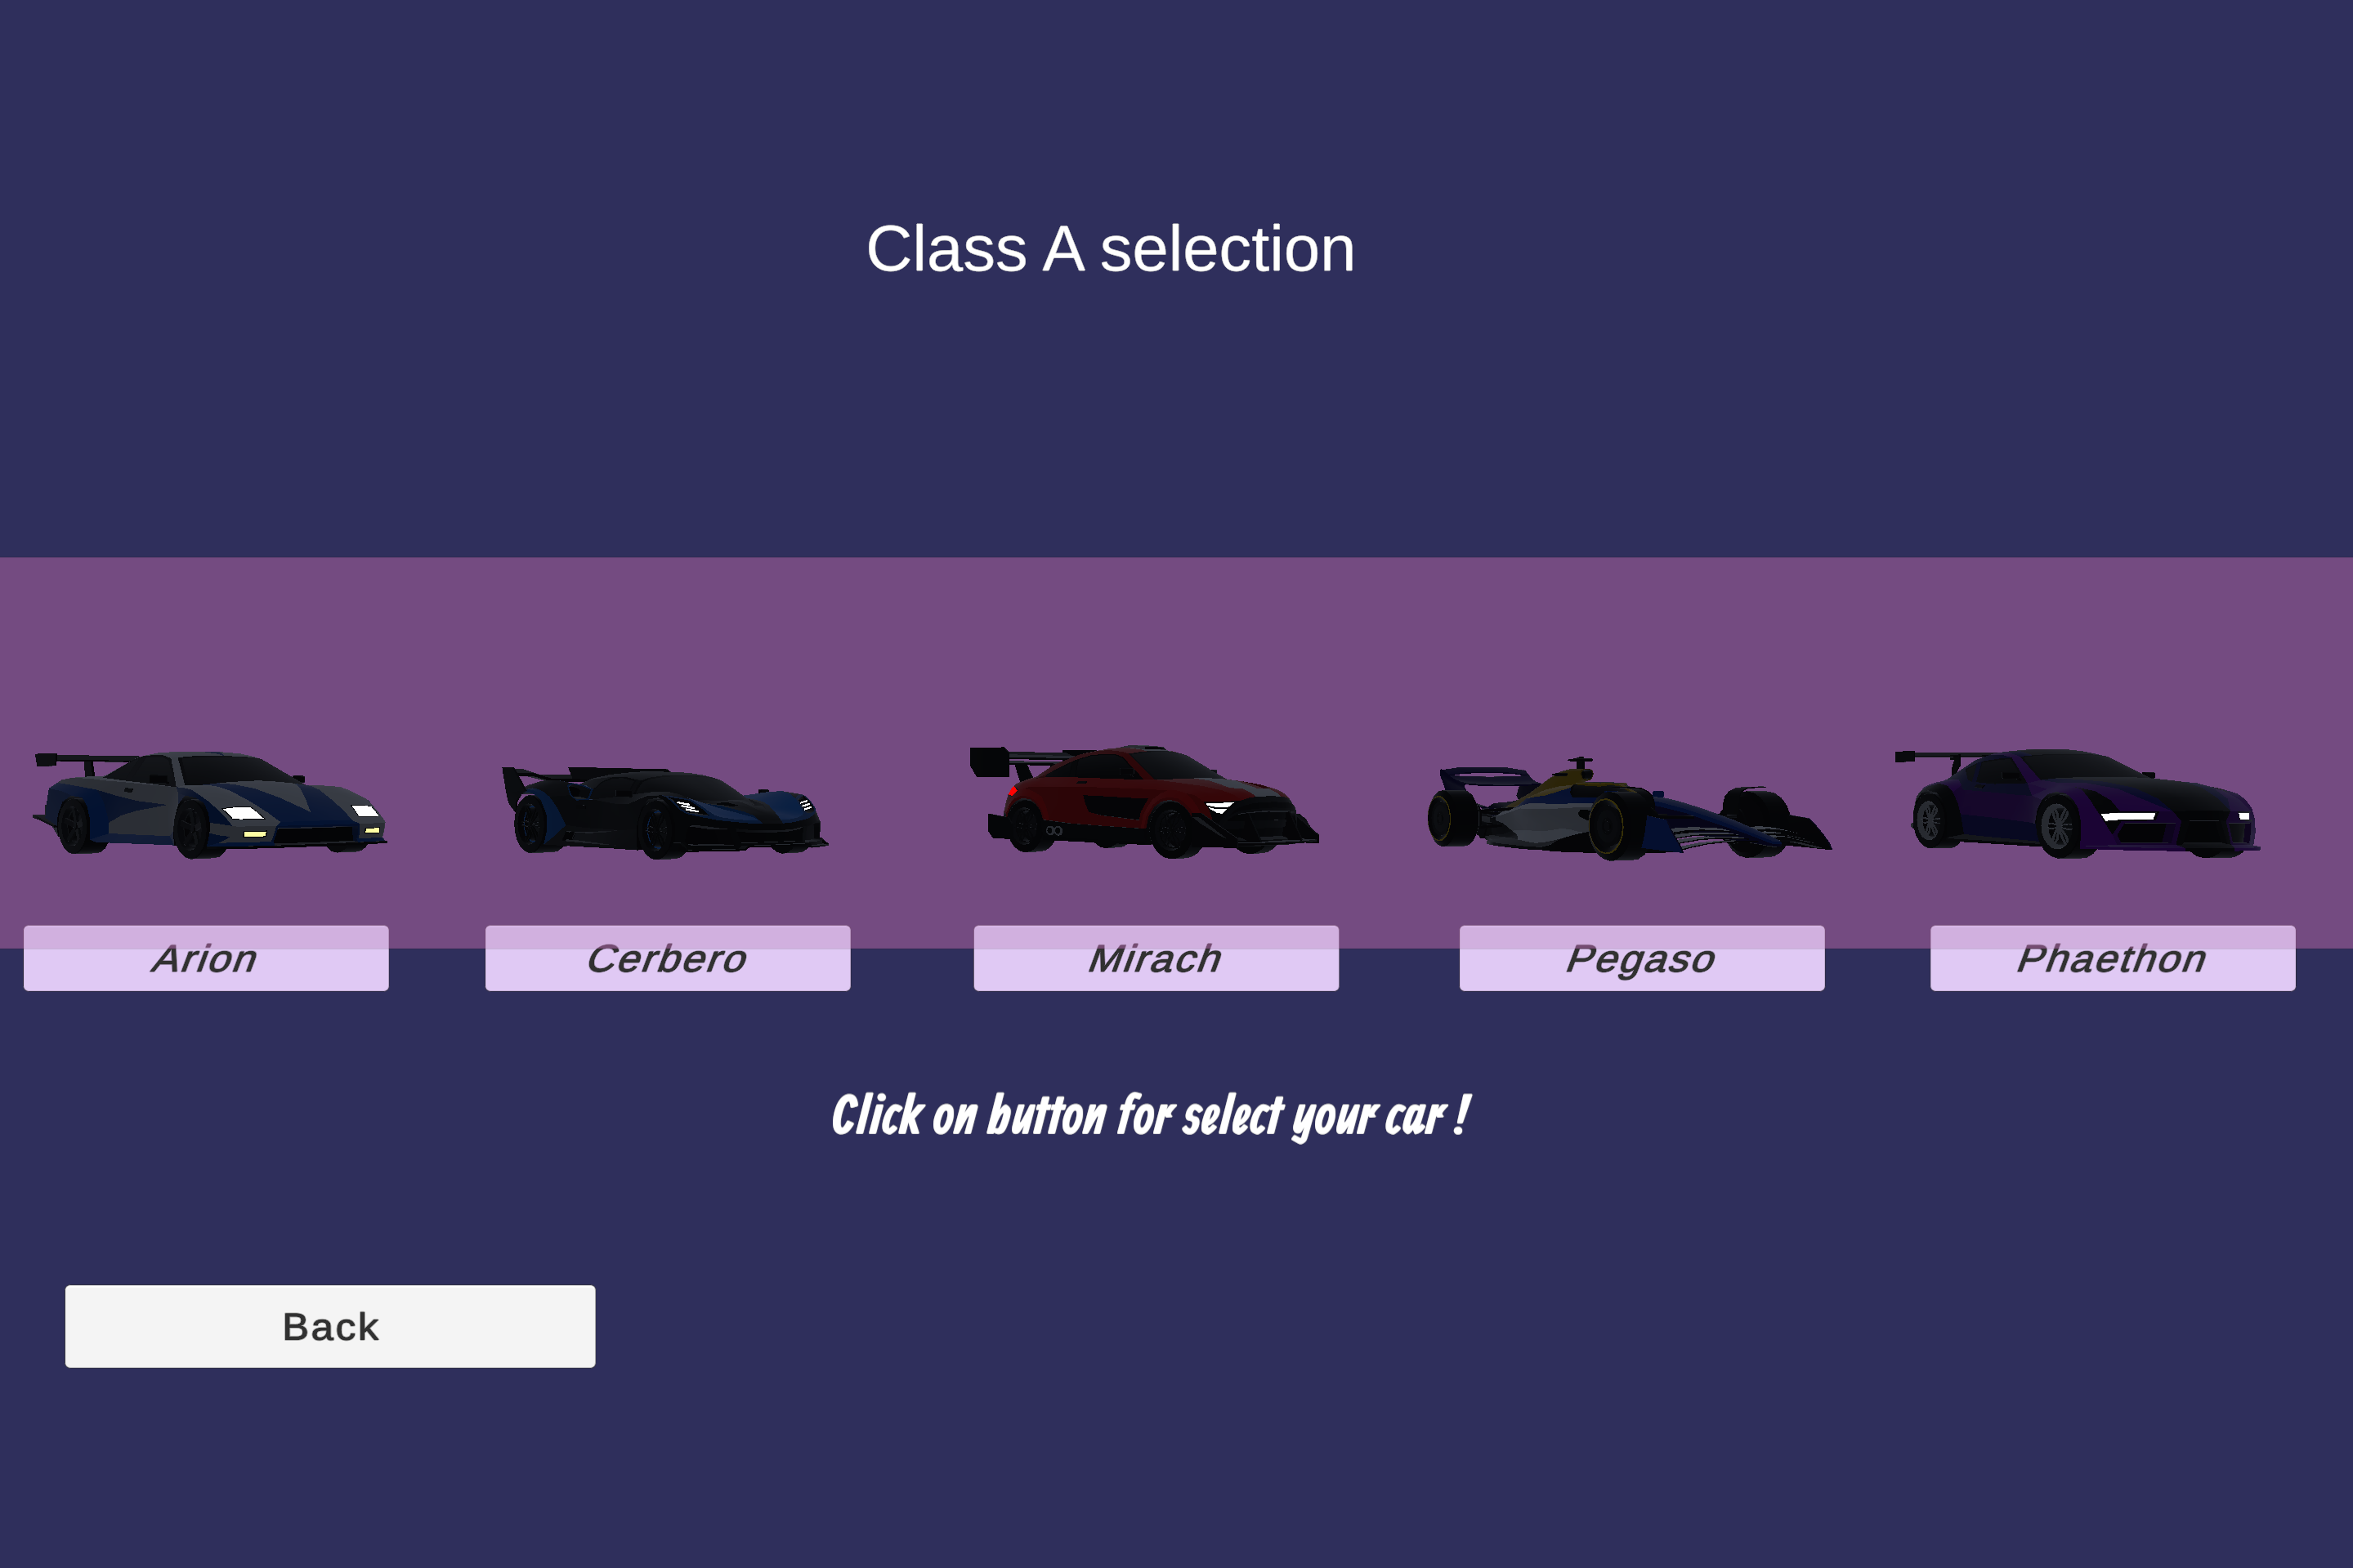 Class A selection
Arion
Cerbero
Mirach
Pegaso
Phaethon
Click on button for select your car !
Back